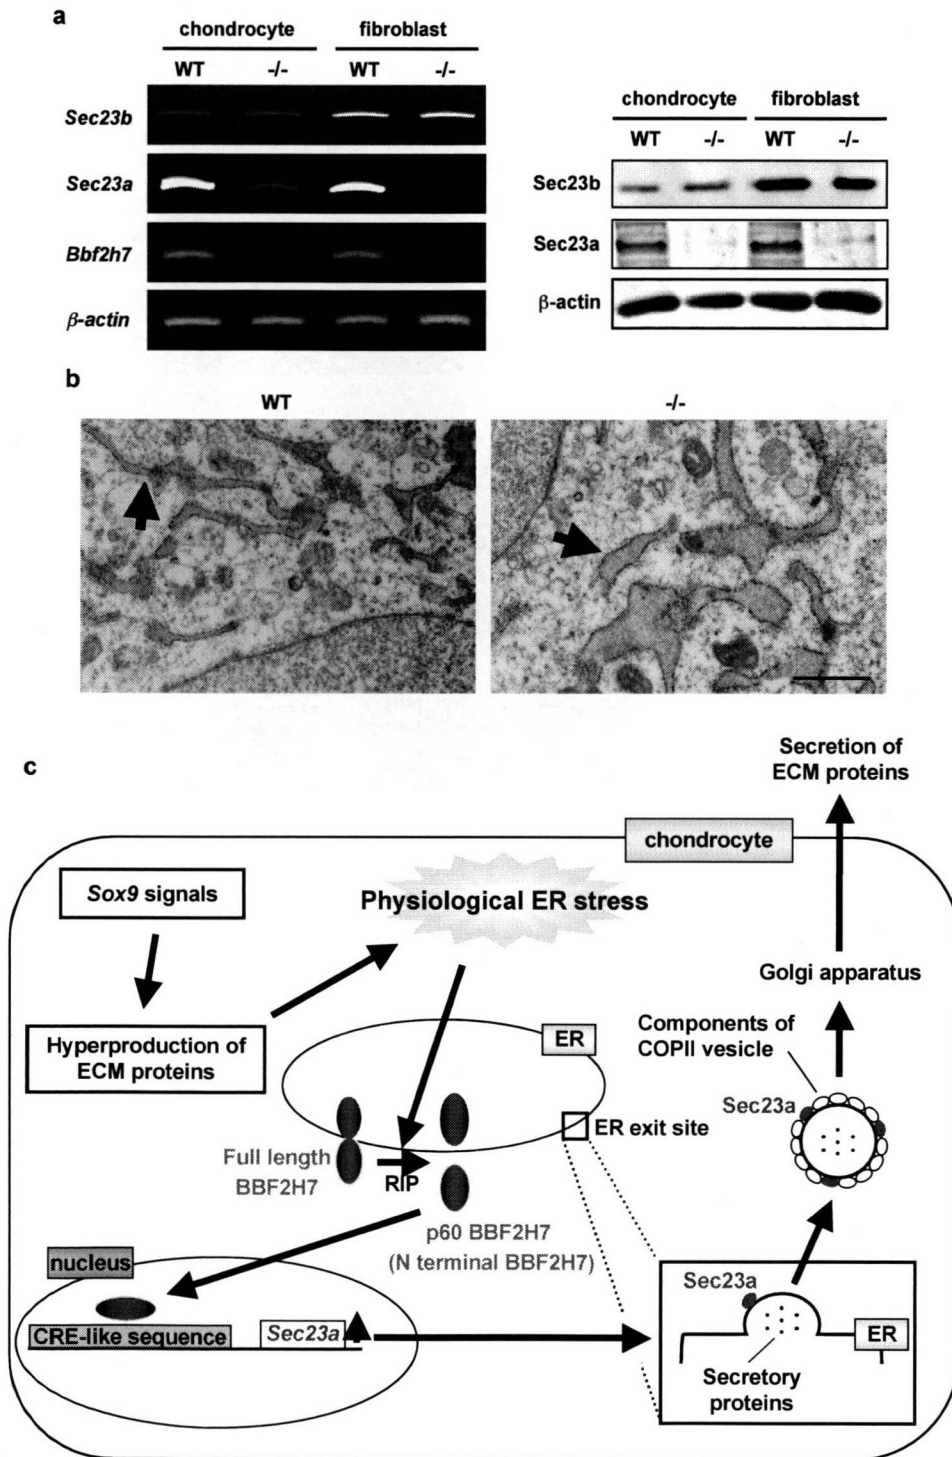 a
chondrocyte fibroblast
WT -/- WT -/-
Sec23b
Sec23a
Bbf2h7
β-actin
chondrocyte fibroblast
WT -/- WT -/-
Sec23b
Sec23a
β-actin
b
WT -/-
c
Secretion of
ECM proteins
chondrocyte
Sox9 signals
Physiological ER stress
Golgi apparatus
Hyperproduction of
ECM proteins
ER
Components of
COPII vesicle
Sec23a
ER exit site
Full length
BBF2H7
RIP
p60 BBF2H7
(N terminal BBF2H7)
nucleus
CRE-like sequence
Sec23a
Sec23a
ER
Secretory
proteins